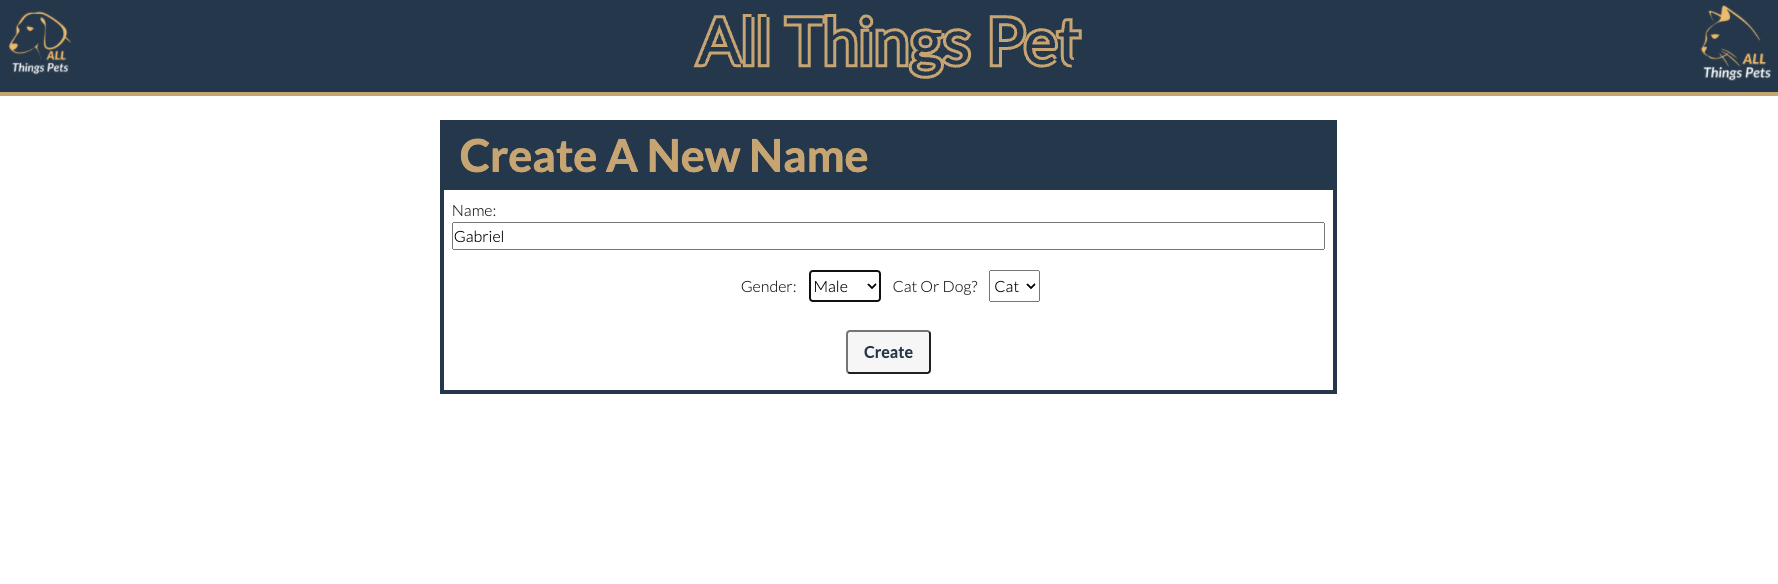 ALL
Things Pets
All Things Pet
ALL
Things Pets
Create A New Name
Name:
Gabriel
Gender: Male Cat Or Dog? Cat
Create